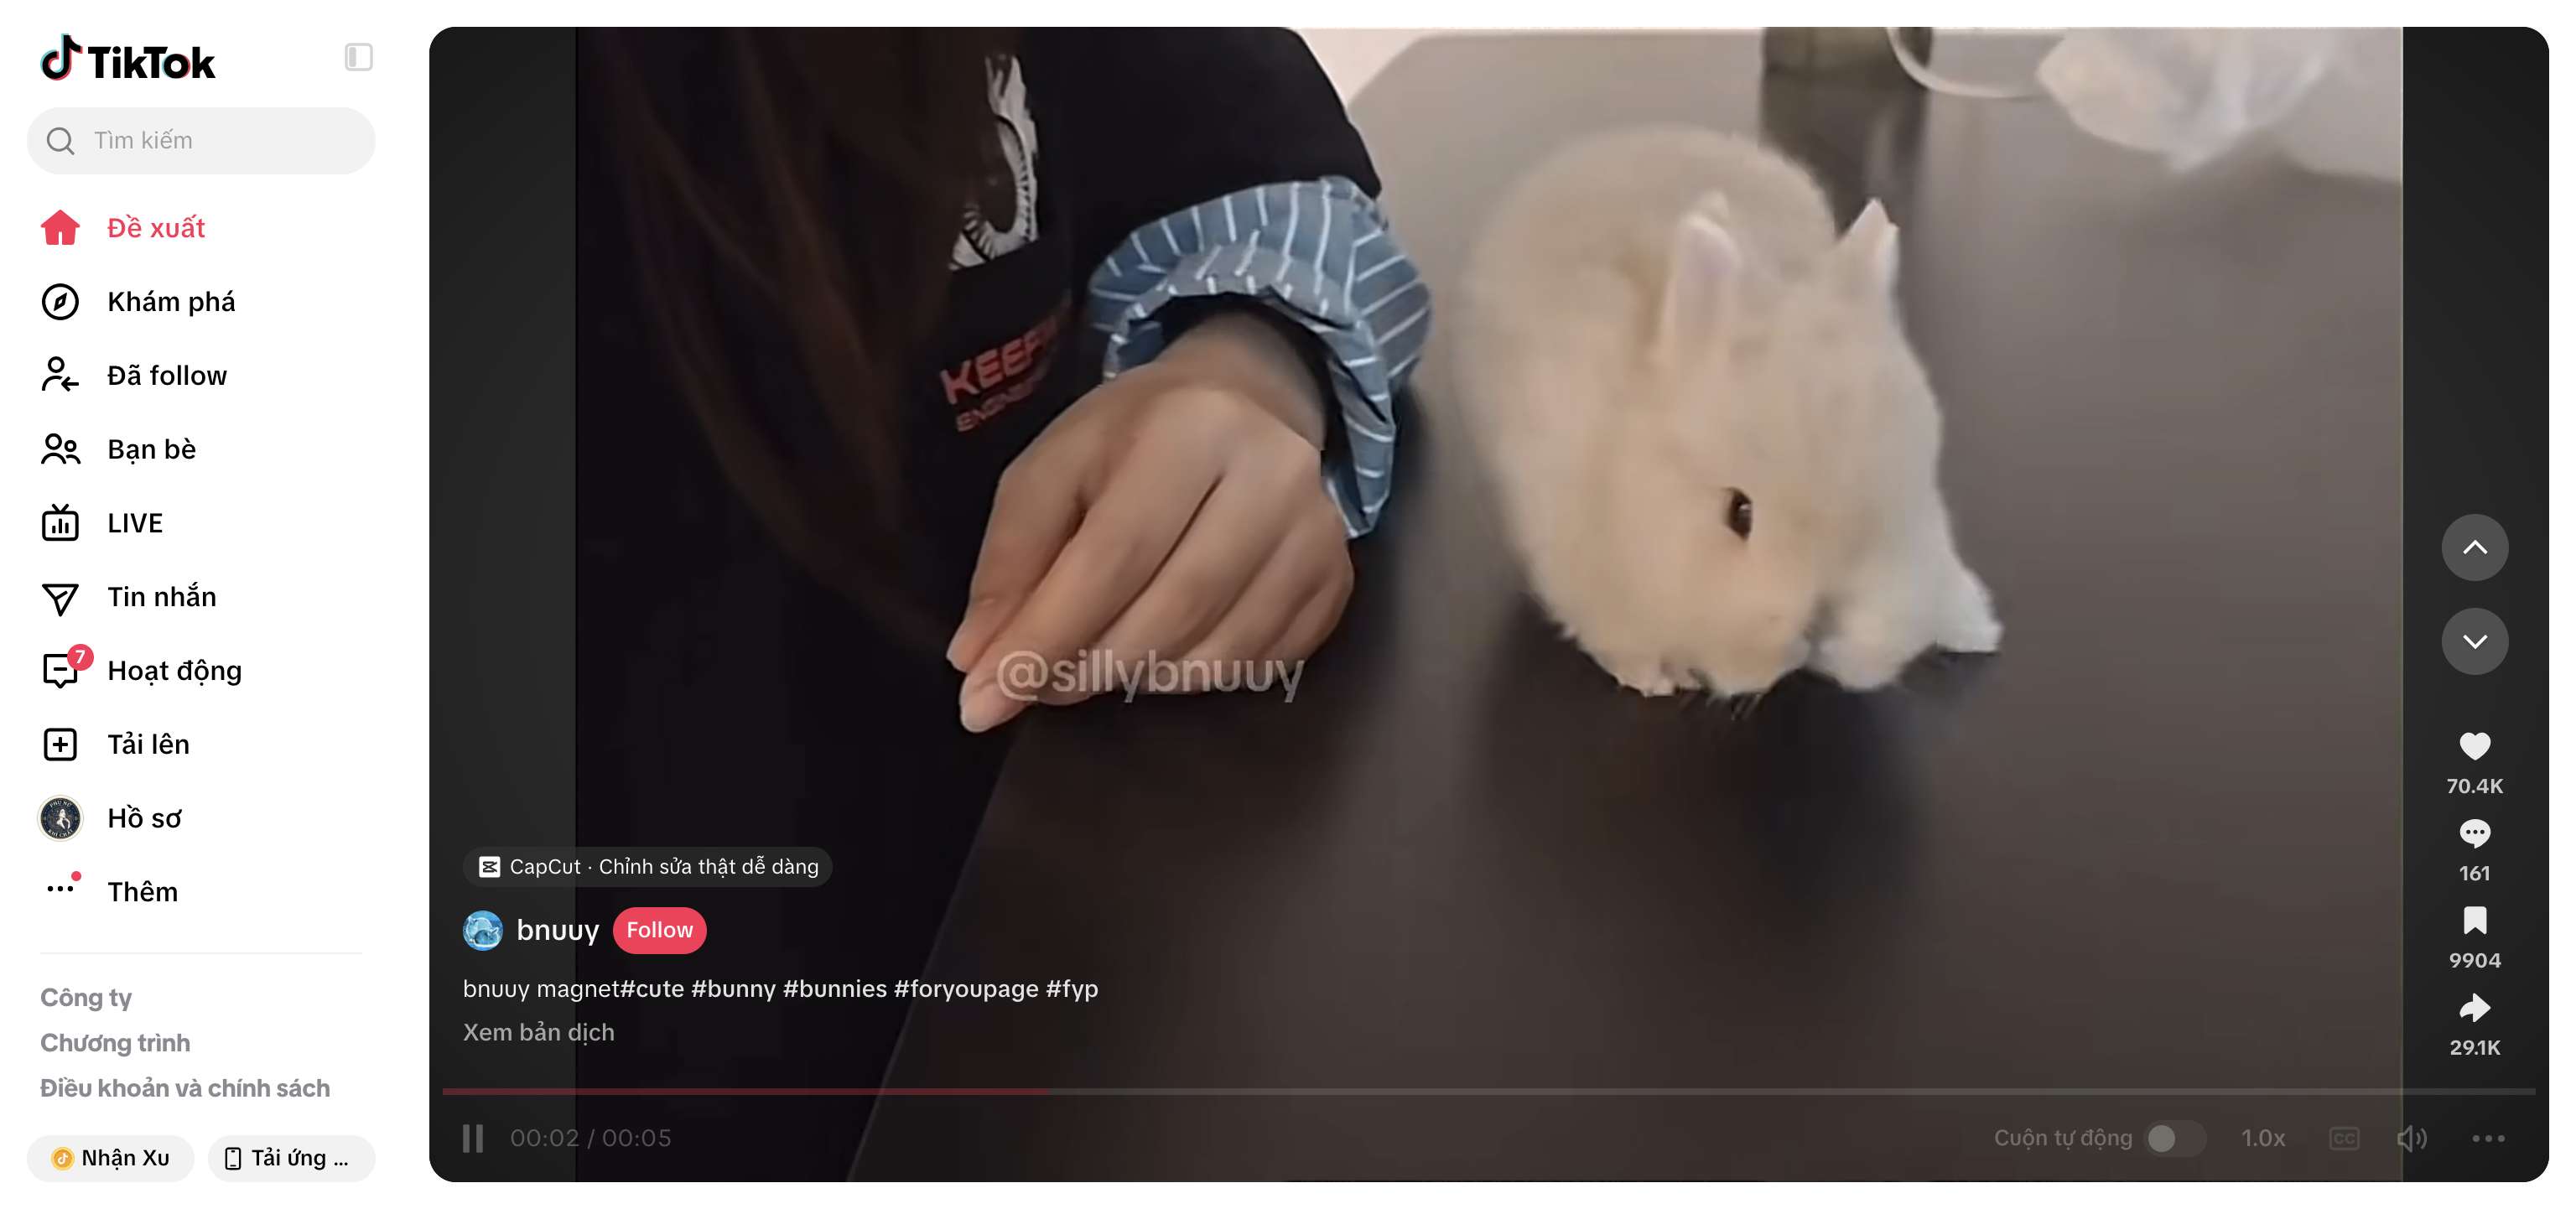 TikTok
Tìm kiếm
Đề xuất
Khám phá
Đã follow
Bạn bè
LIVE
Tin nhắn
7
Hoạt động
Tải lên
Hồ sơ
Thêm
Công ty
Chương trình
Điều khoản và chính sách
Nhận Xu
Tải ứng ...
@sillybnuuy
CapCut · Chỉnh sửa thật dễ dàng
bnuuy
Follow
bnuuy magnet#cute #bunny #bunnies #foryoupage #fyp
Xem bản dịch
00:02 / 00:05
70.4K
161
9904
29.1K
Cuộn tự động
1.0x
CC